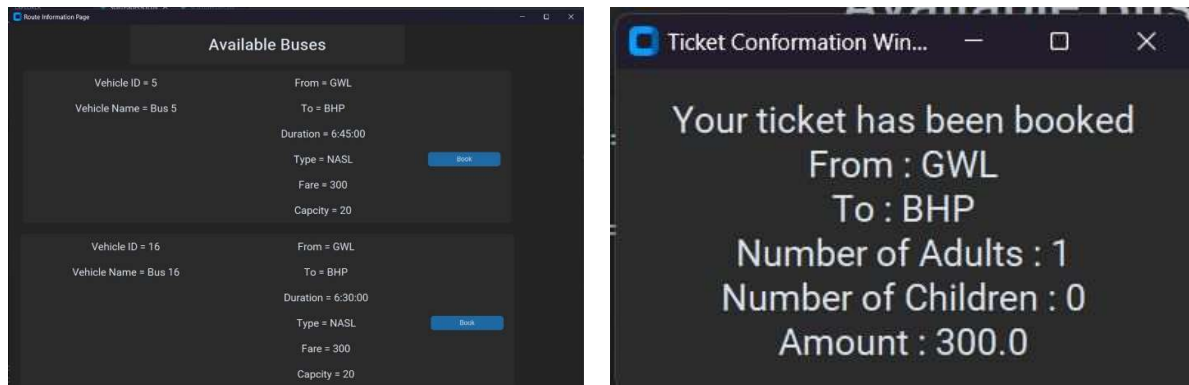 Route Information Page
Available Buses
Vehicle ID = 5
From = GWL
Vehicle Name = Bus 5
To = BHP
Duration = 6:45:00
Type = NASL
Book
Fare = 300
Capcity = 20
Vehicle ID = 16
From = GWL
Vehicle Name = Bus 16
To = BHP
Duration = 6:30:00
Type = NASL
Book
Fare = 300
Capcity = 20
Ticket Conformation Win...
Your ticket has been booked
From : GWL
To : BHP
Number of Adults : 1
Number of Children : 0
Amount : 300.0